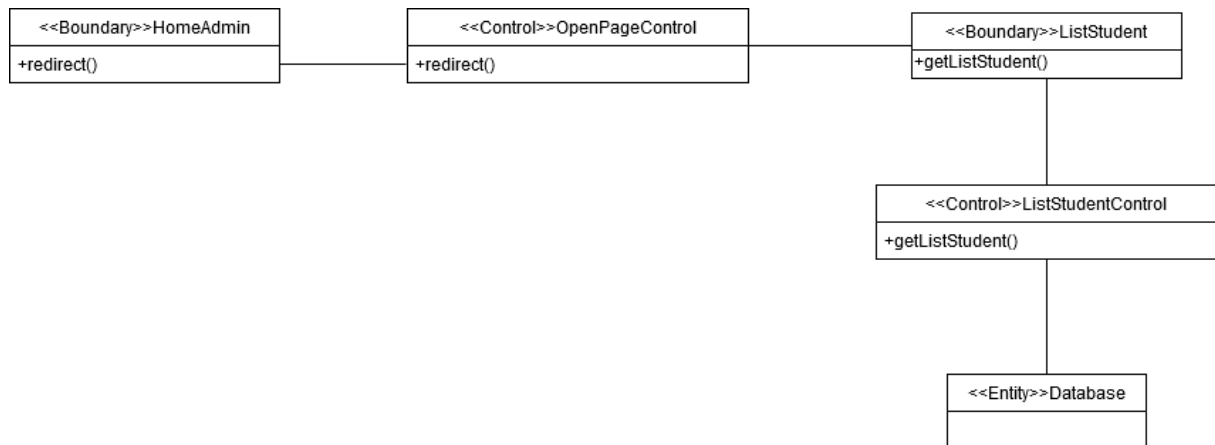 <<Boundary>>HomeAdmin
+redirect()
<<Control>>OpenPageControl
+redirect()
<<Boundary>>ListStudent
+getListStudent()
<<Control>>ListStudentControl
+getListStudent()
<<Entity>>Database